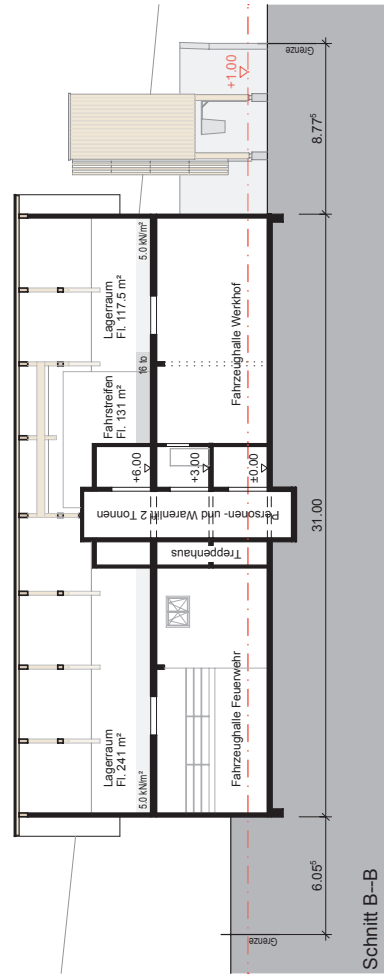 Lagerraum
Fl. 241 m²
Fahrstreifen
Fl. 131 m²
Lagerraum
Fl. 117.5 m²
5.0 kN/m²
16 to
5.0 kN/m²
+6.00
+3.00
±0.00
+1.00
Treppenhaus
Personen- und Warenlift 2 Tonnen
Fahrzeughalle Feuerwehr
Fahrzeughalle Werkhof
Grenze
Grenze
6.05⁵
31.00
8.77⁵
Schnitt B--B